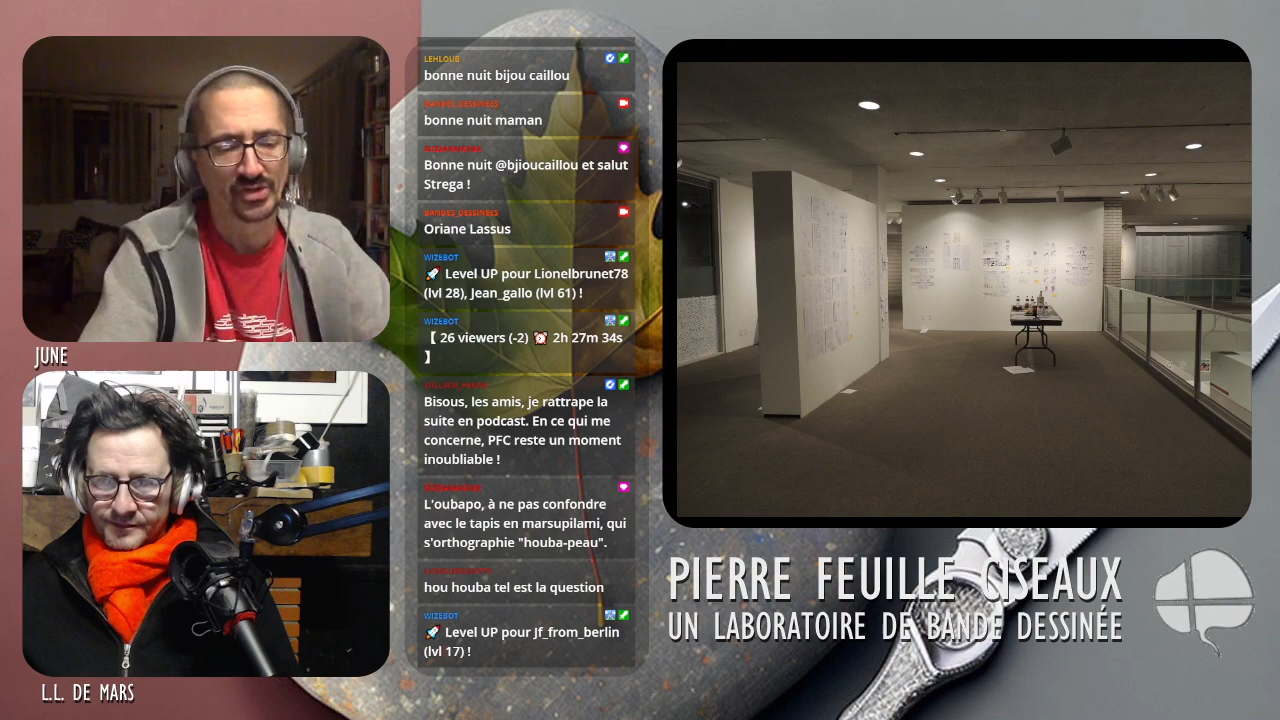 JUNE
L.L. DE MARS
LEHLOUB
bonne nuit bijou caillou
BANDES_DESSINEES
bonne nuit maman
Bonne nuit @bjioucaillou et salut
Strega !
BANDES_DESSINEES
Oriane Lassus
WIZEBOT
🚀 Level UP pour Lionelbrunet78
(lvl 28), Jean_gallo (lvl 61) !
WIZEBOT
【 26 viewers (-2) ⏰ 2h 27m 34s
】
Bisous, les amis, je rattrape la
suite en podcast. En ce qui me
concerne, PFC reste un moment
inoubliable !
L'oubapo, à ne pas confondre
avec le tapis en marsupilami, qui
s'orthographie "houba-peau".
hou houba tel est la question
WIZEBOT
🚀 Level UP pour Jf_from_berlin
(lvl 17) !
PIERRE FEUILLE CISEAUX
UN LABORATOIRE DE BANDE DESSINÉE